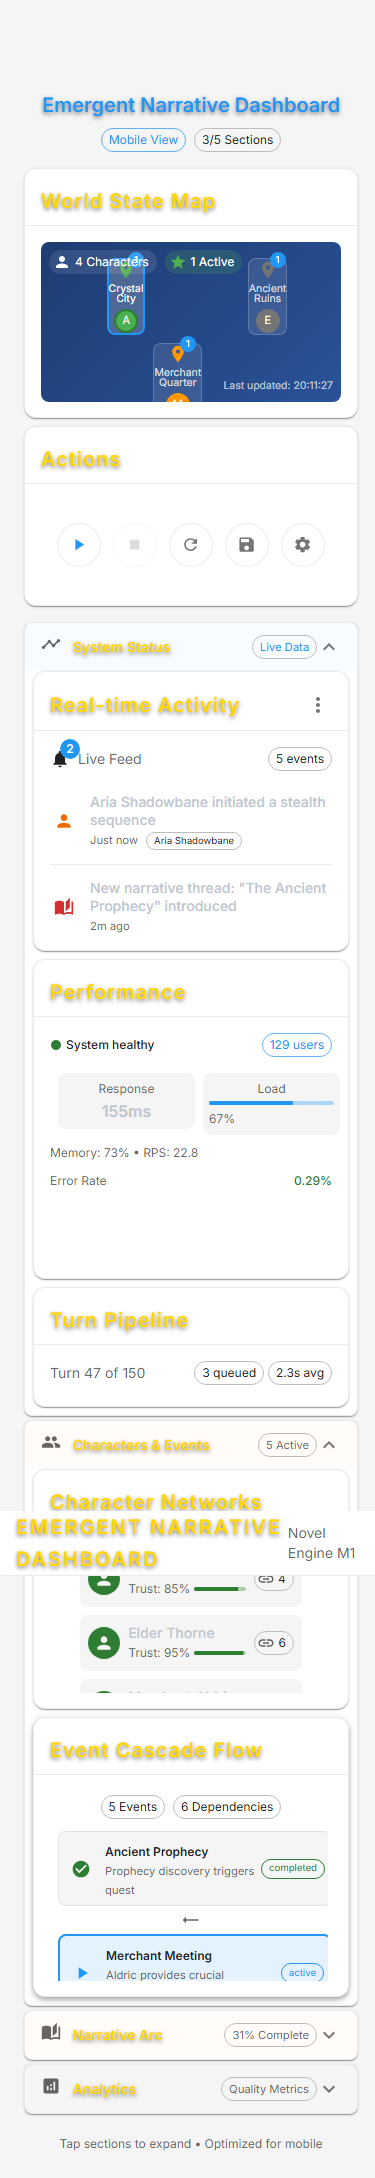 Emergent Narrative Dashboard
Mobile View
3/5 Sections
World State Map
4 Characters
1 Active
1
Crystal
City
A
1
Ancient
Ruins
E
1
Merchant
Quarter
Last updated: 20:11:27
Actions
System Status
Live Data
Real-time Activity
2
Live Feed
5 events
Aria Shadowbane initiated a stealth
sequence
Just now
Aria Shadowbane
New narrative thread: "The Ancient
Prophecy" introduced
2m ago
Performance
System healthy
129 users
Response
155ms
Load
67%
Memory: 73% • RPS: 22.8
Error Rate
0.29%
Turn Pipeline
Turn 47 of 150
3 queued
2.3s avg
Characters & Events
5 Active
Character Networks
EMERGENT NARRATIVE
DASHBOARD
Novel
Engine M1
Trust: 85%
4
Elder Thorne
Trust: 95%
6
Event Cascade Flow
5 Events
6 Dependencies
Ancient Prophecy
Prophecy discovery triggers
quest
completed
Merchant Meeting
Aldric provides crucial
active
Narrative Arc
31% Complete
Analytics
Quality Metrics
Tap sections to expand • Optimized for mobile